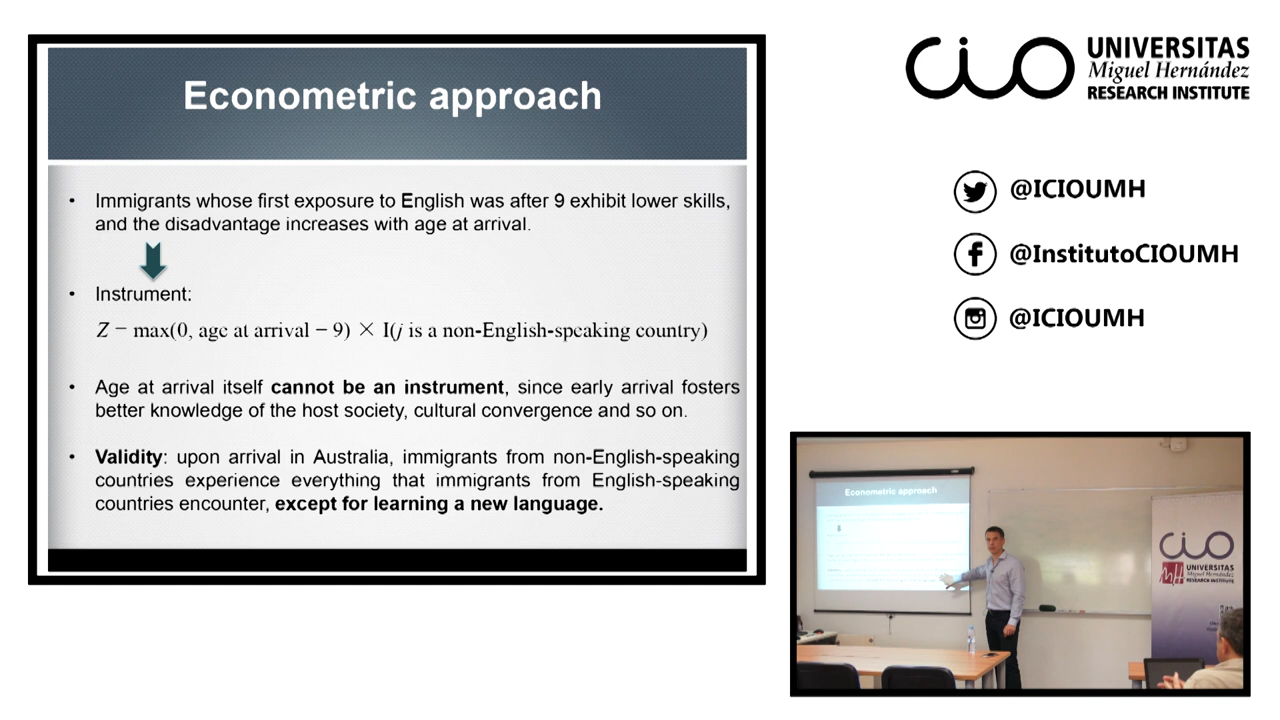 Econometric approach
• Immigrants whose first exposure to English was after 9 exhibit lower skills,
and the disadvantage increases with age at arrival.
• Instrument:
Z = max(0, age at arrival − 9) × I(j is a non-English-speaking country)
• Age at arrival itself cannot be an instrument, since early arrival fosters
better knowledge of the host society, cultural convergence and so on.
• Validity: upon arrival in Australia, immigrants from non-English-speaking
countries experience everything that immigrants from English-speaking
countries encounter, except for learning a new language.
cio
UNIVERSITAS
Miguel Hernández
RESEARCH INSTITUTE
@ICIOUMH
@InstitutoCIOUMH
@ICIOUMH
Econometric approach
cio
UNIVERSITAS
Miguel Hernández
RESEARCH INSTITUTE